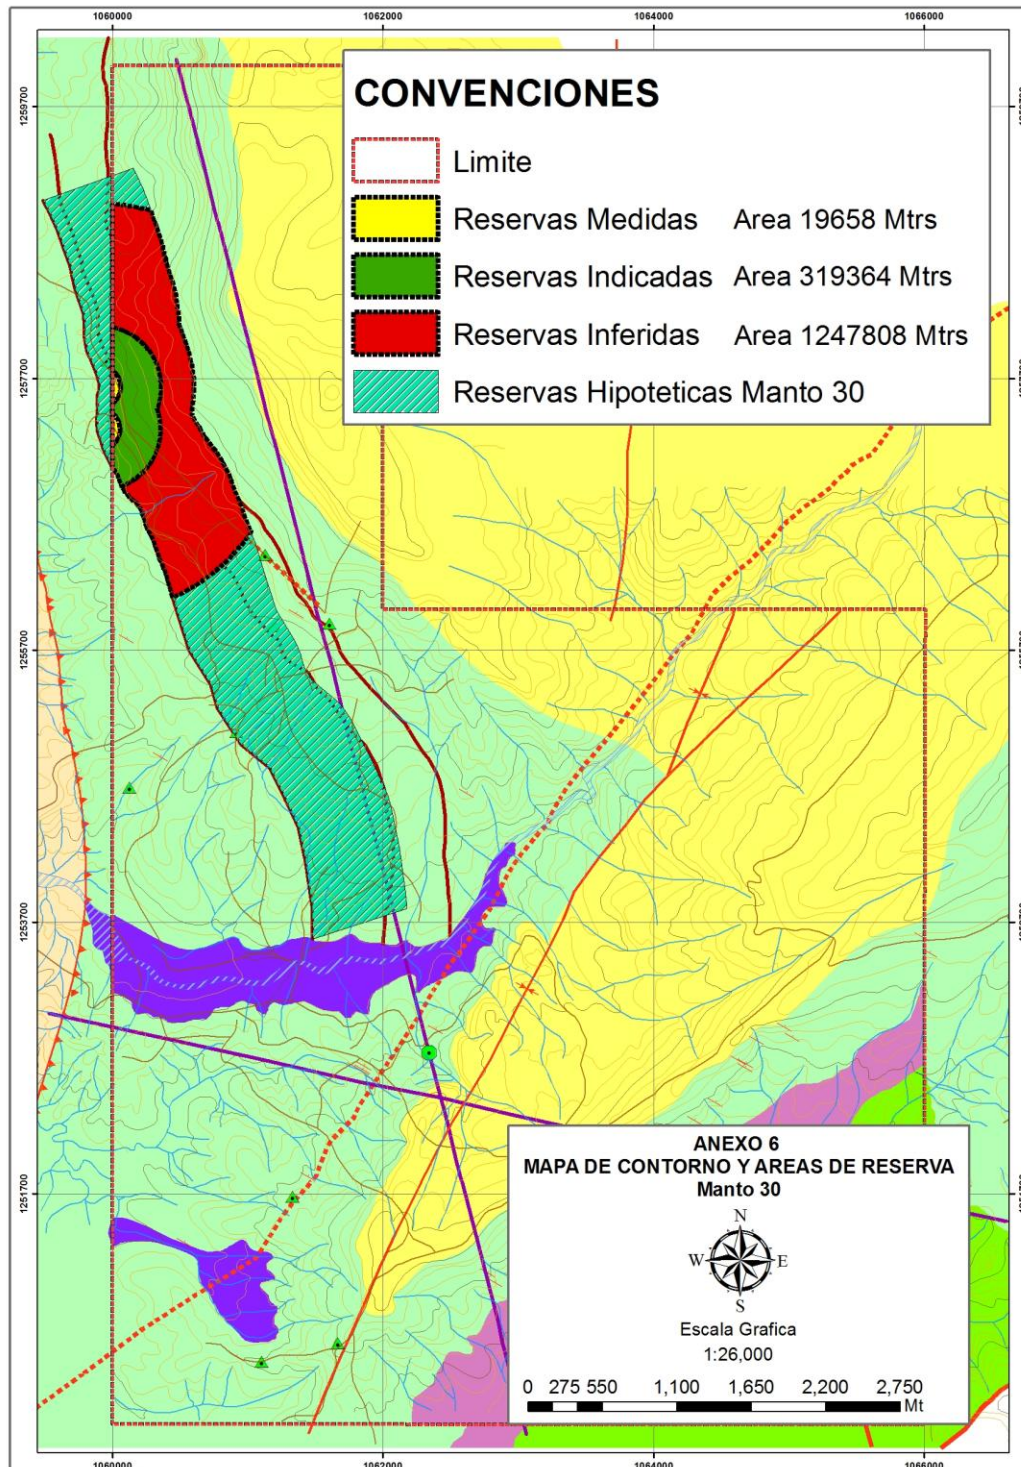 1060000 1062000 1064000 1066000
1259700
CONVENCIONES
Limite
Reservas Medidas Area 19658 Mtrs
Reservas Indicadas Area 319364 Mtrs
Reservas Inferidas Area 1247808 Mtrs
Reservas Hipoteticas Manto 30
1257700
1255700 1255700
1253700 1253700
1251700
ANEXO 6
MAPA DE CONTORNO Y AREAS DE RESERVA
Manto 30
N
W E
S
Escala Grafica
1:26,000
0 275 550 1,100 1,650 2,200 2,750
Mt
1060000 1062000 1064000 1066000